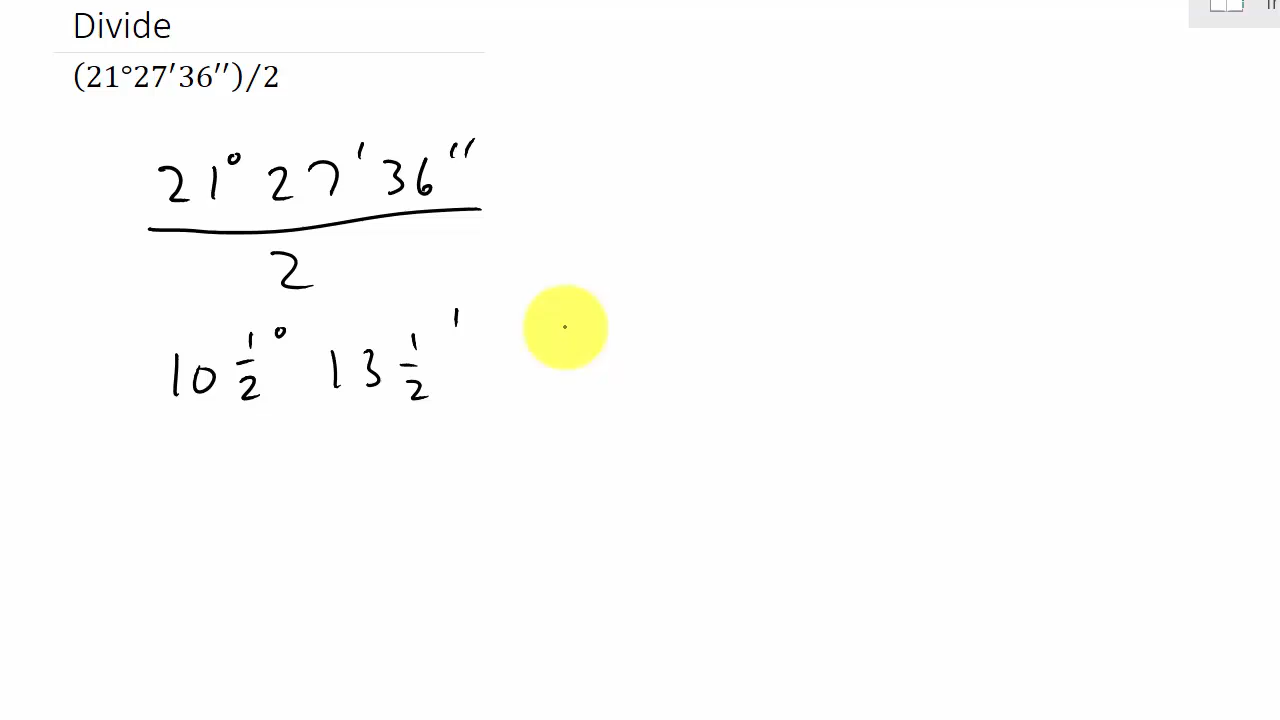 Divide
(21°27′36′′)/2
21° 27′ 36′′
2
10 1/2° 13 1/2′